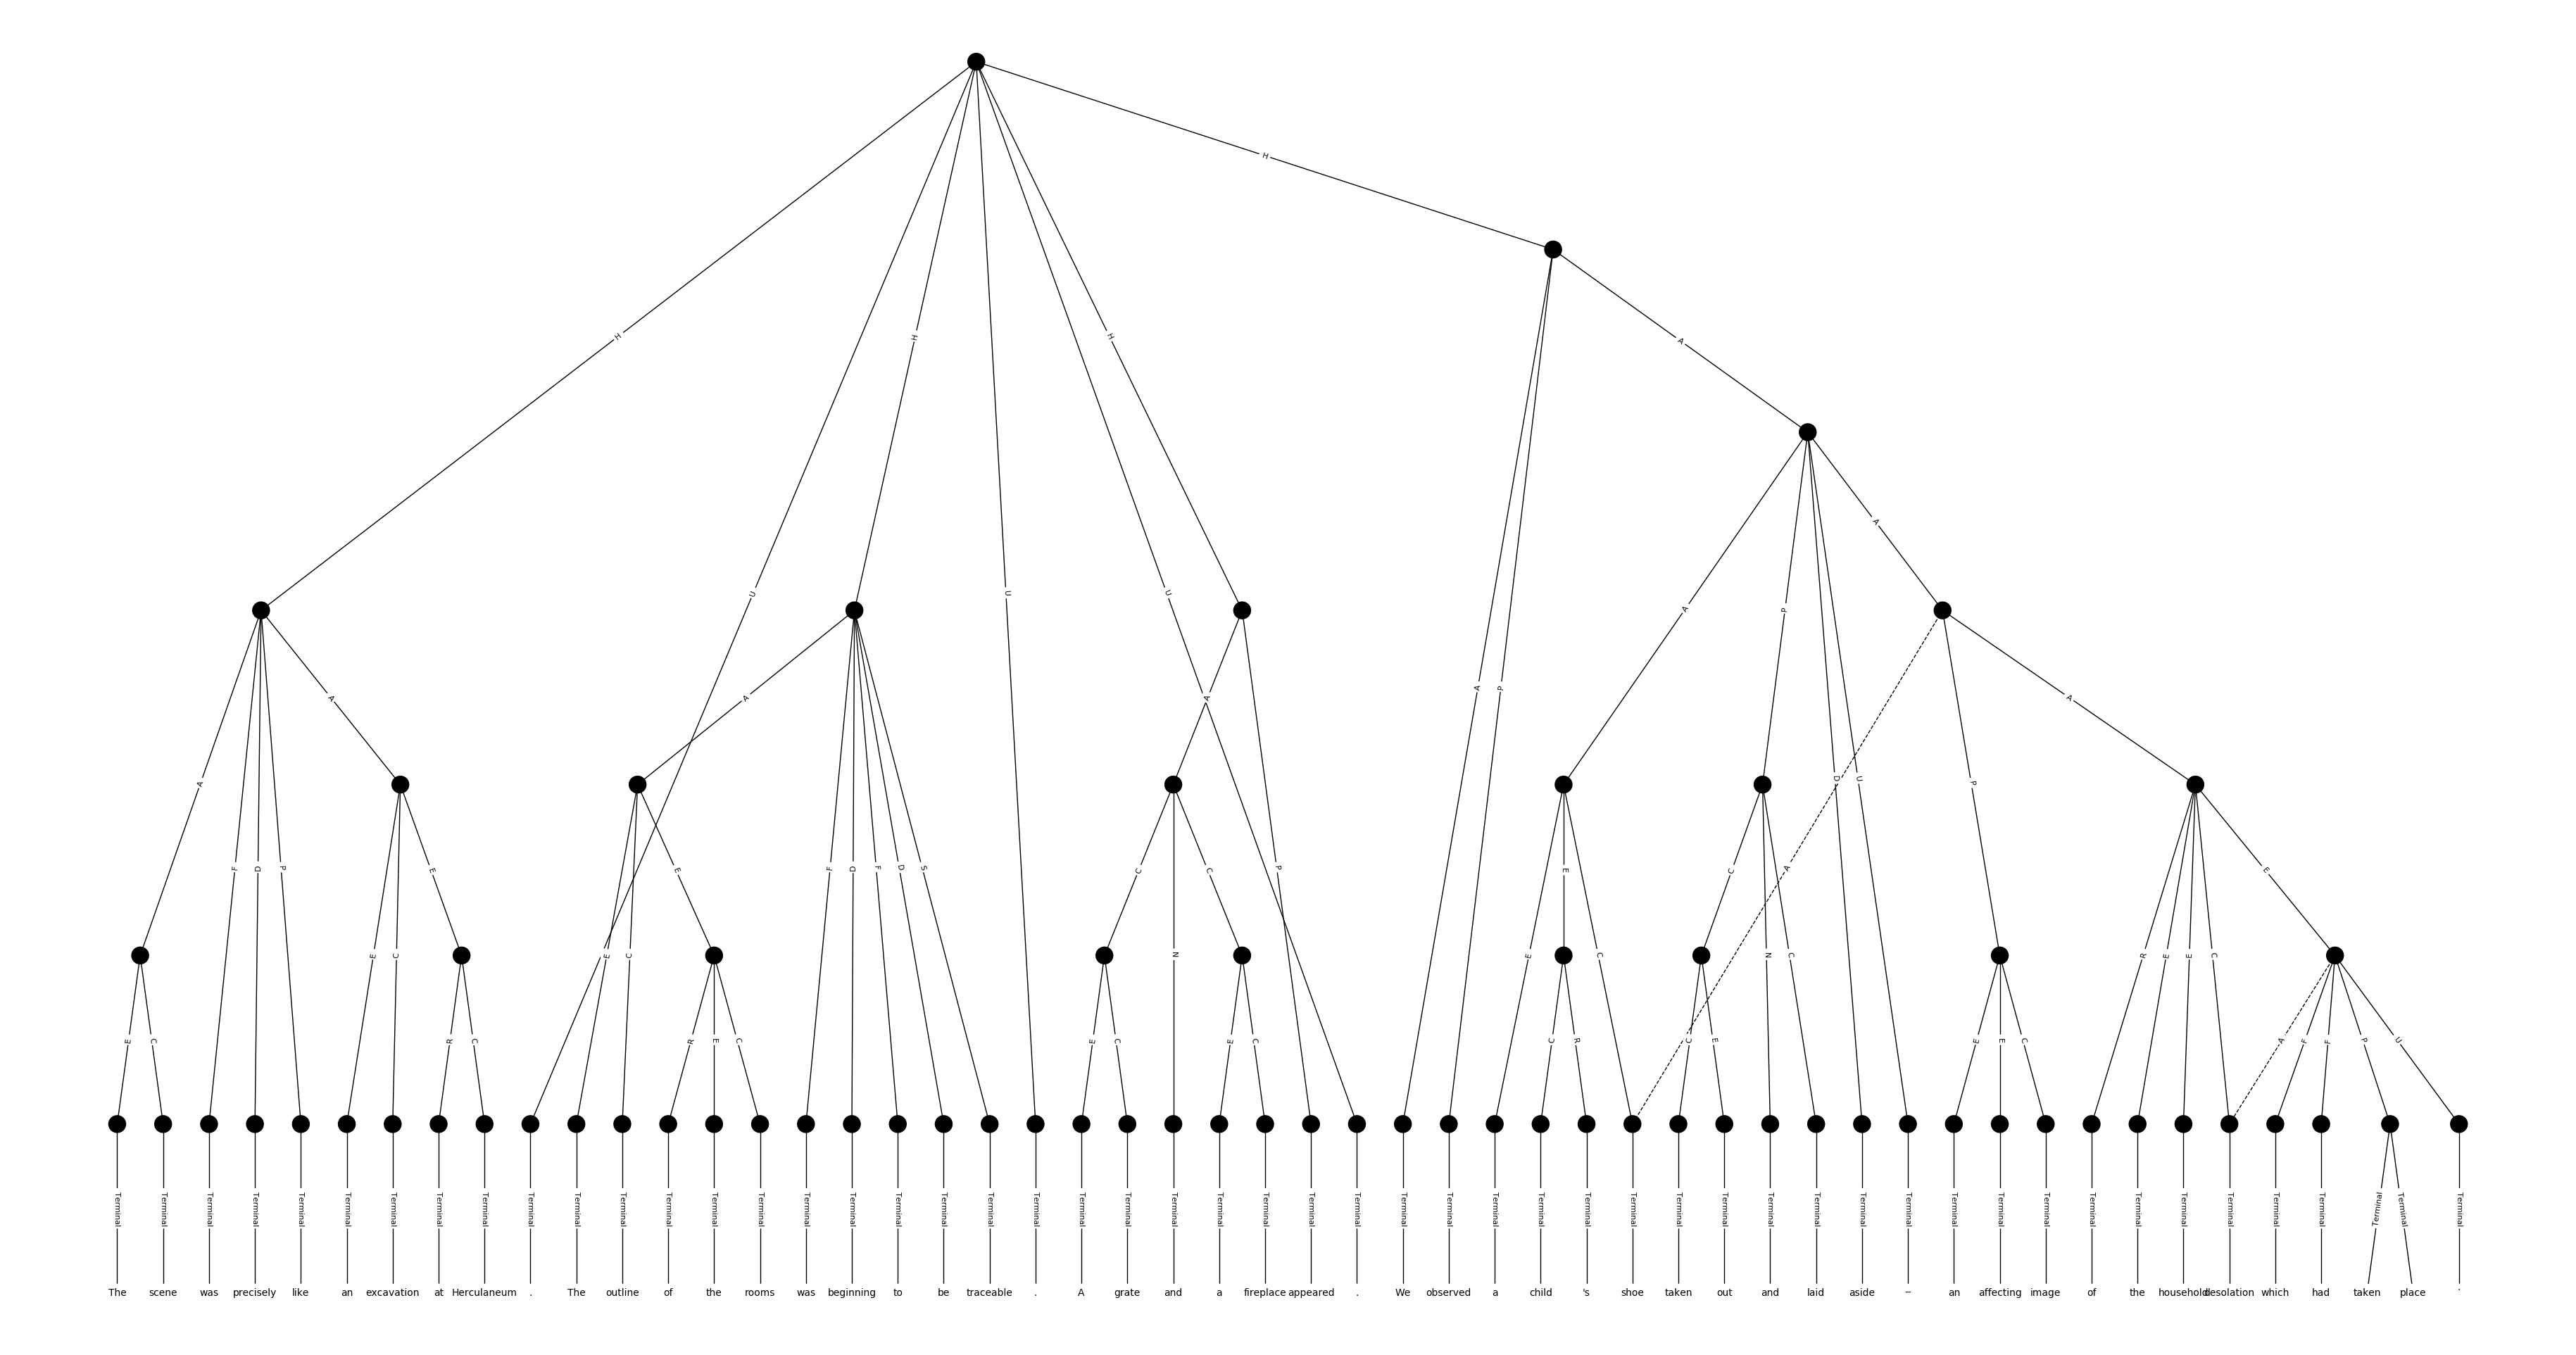 H
H
A
H
H
A
U
U
U
A
P
A
A
P
A
A
A
A
A
F
D
P
E
E
C
F
D
F
D
S
C
C
P
E
C
A
D
U
P
R
E
E
C
E
E
C
E
C
N
E
C
N
C
E
C
R
C
R
E
C
E
C
E
C
C
R
C
E
E
E
C
A
F
F
P
U
Terminal Terminal Terminal Terminal Terminal Terminal Terminal Terminal Terminal Terminal Terminal Terminal Terminal Terminal Terminal Terminal Terminal Terminal Terminal Terminal Terminal Terminal Terminal Terminal Terminal Terminal Terminal Terminal Terminal Terminal Terminal Terminal Terminal Terminal Terminal Terminal Terminal Terminal Terminal Terminal Terminal Terminal Terminal Terminal Terminal Terminal Terminal Terminal Terminal Terminal Terminal Terminal
The scene was precisely like an excavation at Herculaneum . The outline of the rooms was beginning to be traceable . A grate and a fireplace appeared . We observed a child 's shoe taken out and laid aside -- an affecting image of the household desolation which had taken place .